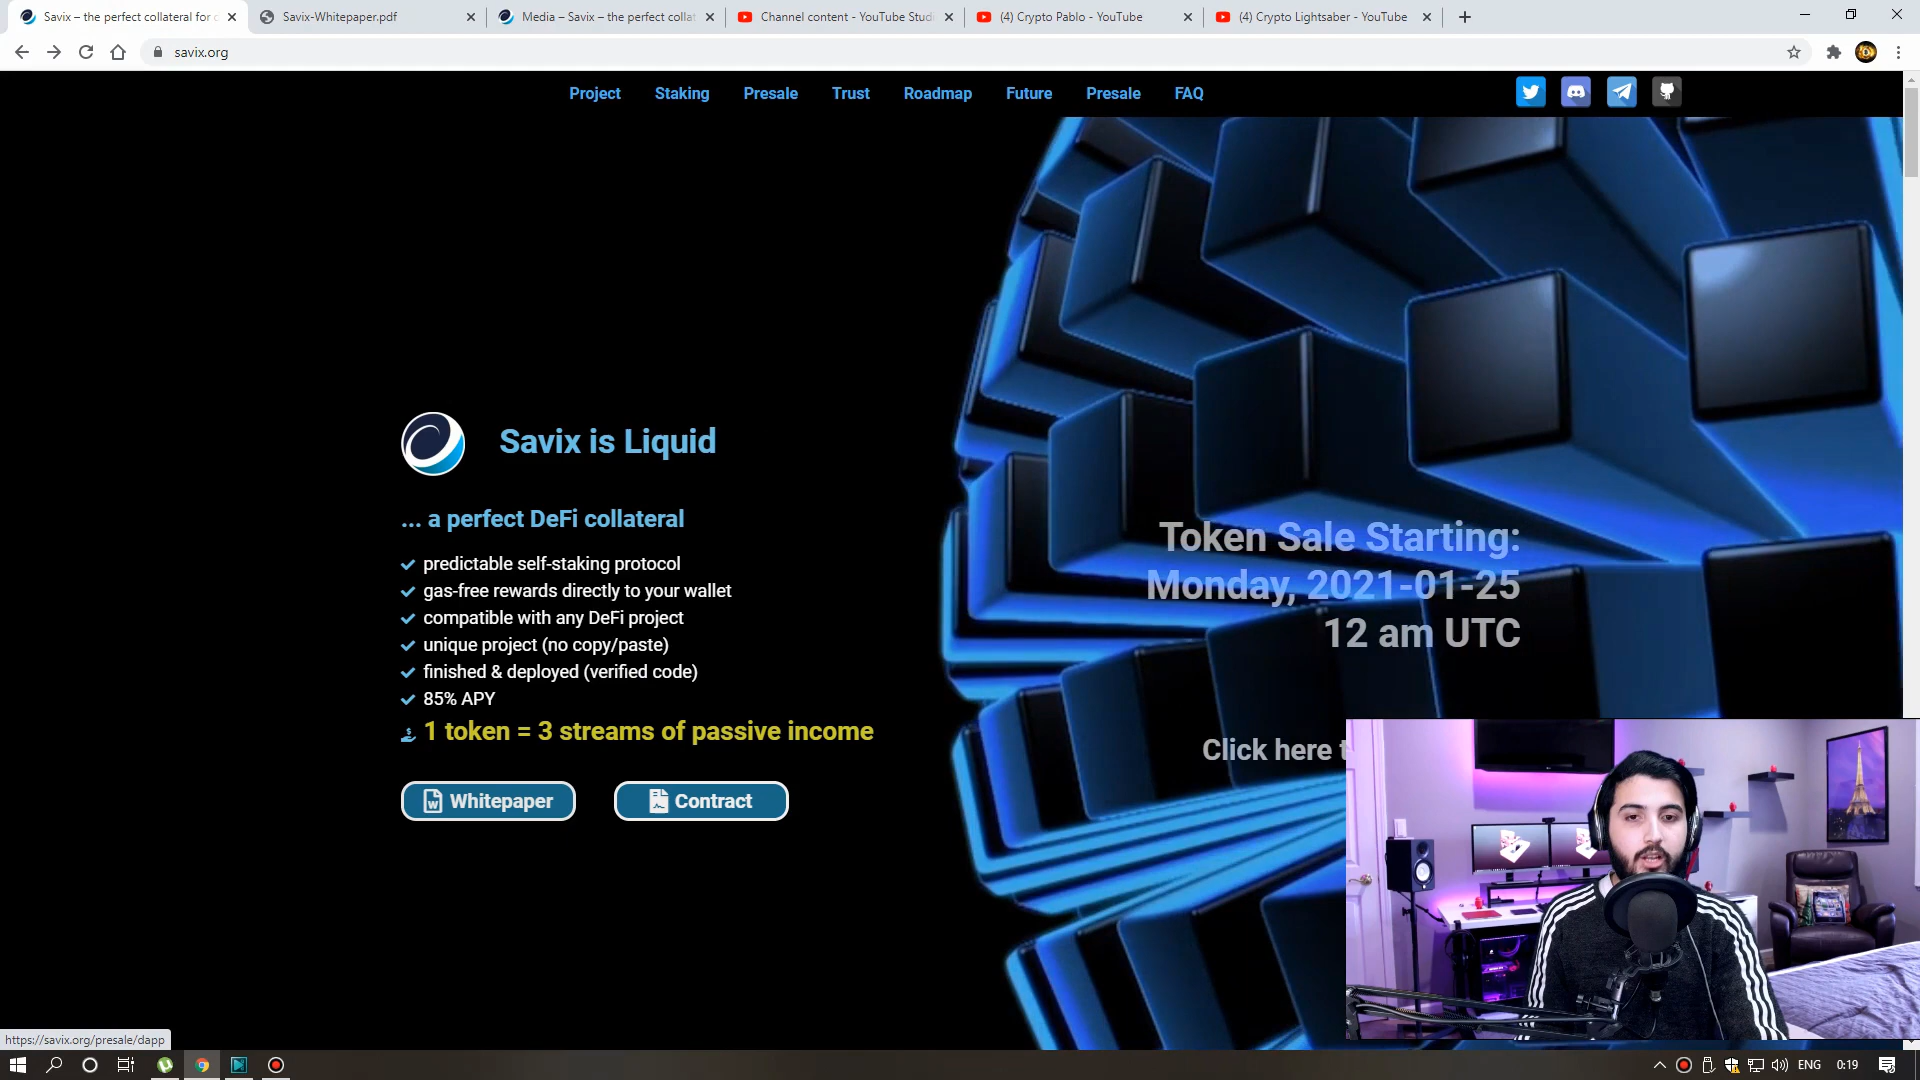 Savix – the perfect collateral for
Savix-Whitepaper.pdf
Media – Savix – the perfect collat
Channel content - YouTube Stud
(4) Crypto Pablo - YouTube
(4) Crypto Lightsaber - YouTube
savix.org
Project
Staking
Presale
Trust
Roadmap
Future
Presale
FAQ
Savix is Liquid
... a perfect DeFi collateral
predictable self-staking protocol
gas-free rewards directly to your wallet
compatible with any DeFi project
unique project (no copy/paste)
finished & deployed (verified code)
85% APY
1 token = 3 streams of passive income
Whitepaper
Contract
Token Sale Starting:
Monday, 2021-01-25
12 am UTC
Click here
https://savix.org/presale/dapp
ENG
0:19